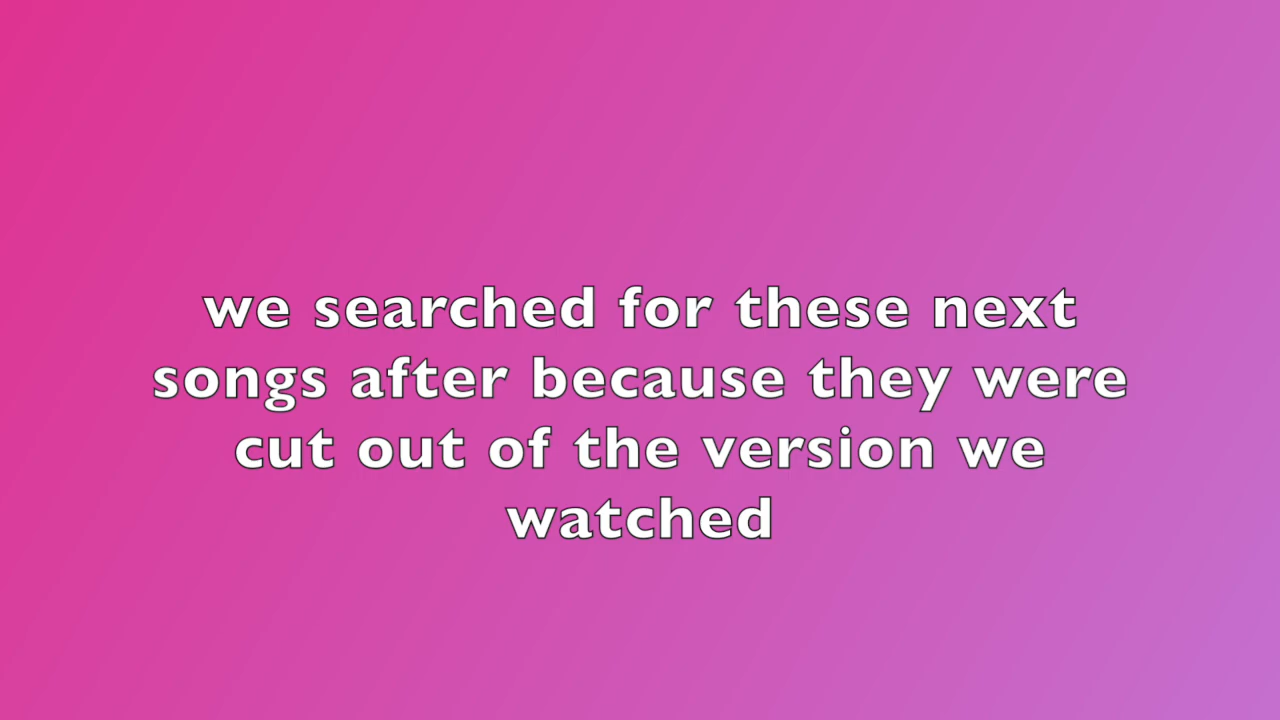 we searched for these next
songs after because they were
cut out of the version we
watched